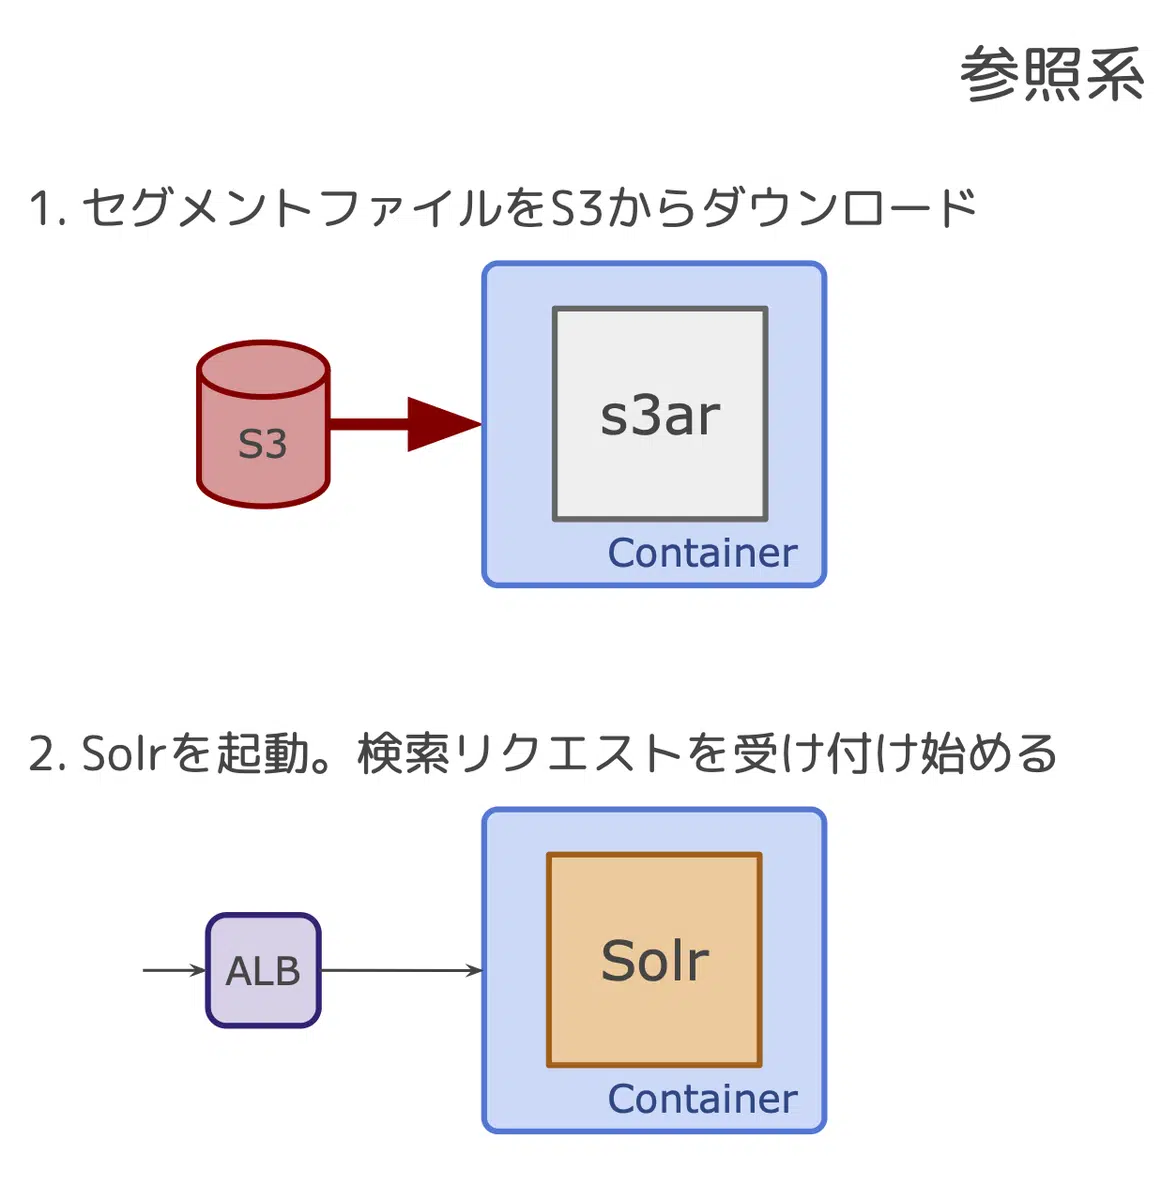 参照系
1. セグメントファイルをS3からダウンロード
S3
s3ar
Container
2. Solrを起動。検索リクエストを受け付け始める
ALB
Solr
Container